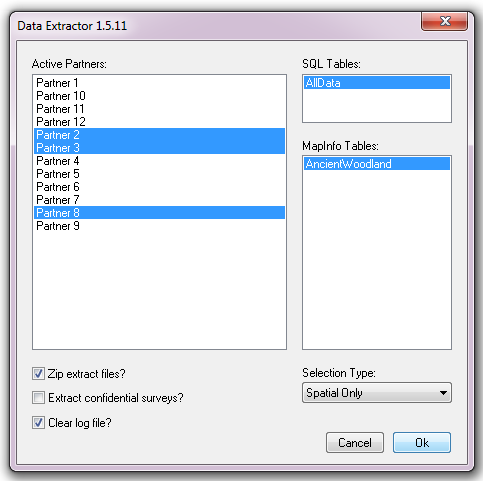 Data Extractor 1.5.11
Active Partners:
Partner 1
Partner 10
Partner 11
Partner 12
Partner 2
Partner 3
Partner 4
Partner 5
Partner 6
Partner 7
Partner 8
Partner 9
SQL Tables:
AllData
MapInfo Tables:
AncientWoodland
Zip extract files?
Extract confidential surveys?
Clear log file?
Selection Type:
Spatial Only
Cancel
Ok